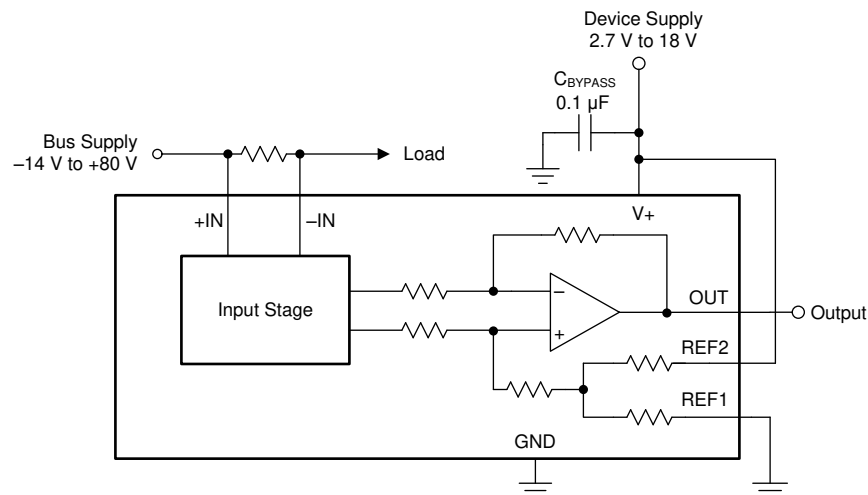 Device Supply
2.7 V to 18 V
C_BYPASS
0.1 µF
Bus Supply
–14 V to +80 V
Load
+IN
–IN
V+
Input Stage
–
+
OUT
Output
REF2
REF1
GND